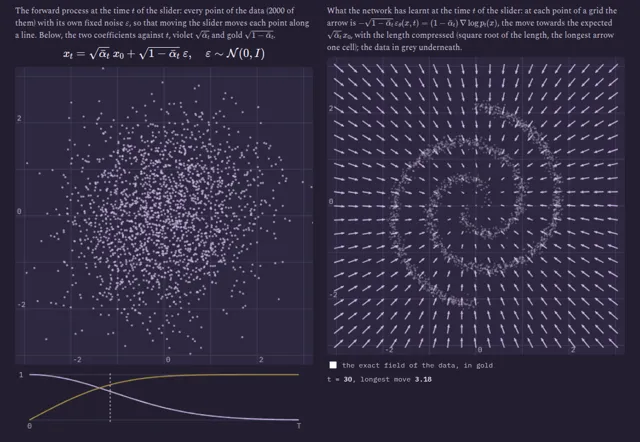 The forward process at the time t of the slider: every point of the data (2000 of
them) with its own fixed noise ε, so that moving the slider moves each point along
a line. Below, the two coefficients against t, violet √ᾱₜ and gold √1−ᾱₜ.
xₜ = √ᾱₜ x₀ + √1−ᾱₜ ε,  ε ∼ 𝒩(0, I)
2
0
-2
-2 0 2
1
0 T
What the network has learnt at the time t of the slider: at each point of a grid the
arrow is −√1−ᾱₜ ε_θ(x, t) = (1−ᾱₜ) ∇ log pₜ(x), the move towards the expected
√ᾱₜ x₀, with the length compressed (square root of the length, the longest arrow
one cell); the data in grey underneath.
2
0
-2
-2 0 2
the exact field of the data, in gold
t = 30, longest move 3.18